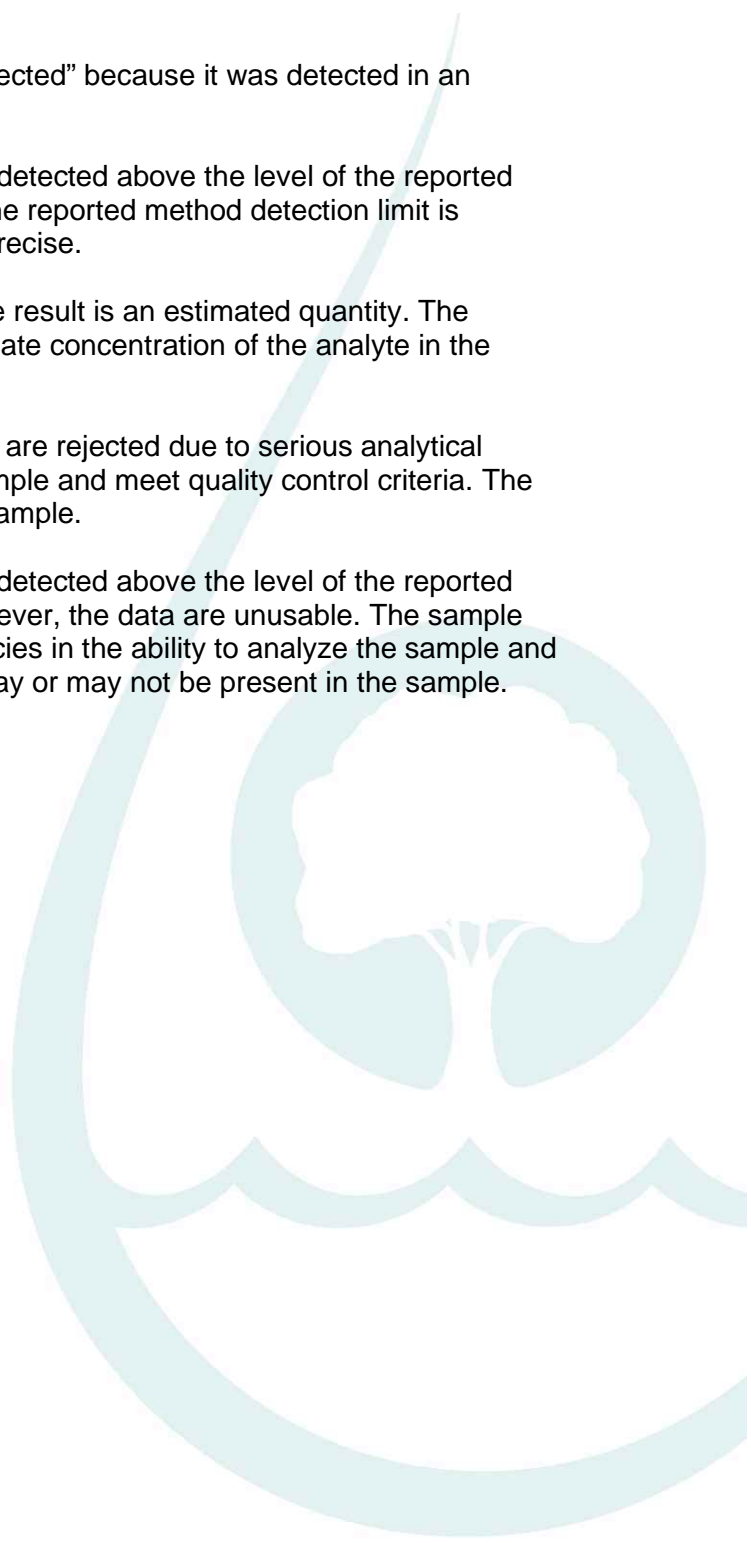 ected” because it was detected in an
detected above the level of the reported
he reported method detection limit is
recise.
e result is an estimated quantity. The
ate concentration of the analyte in the
are rejected due to serious analytical
mple and meet quality control criteria. The
ample.
detected above the level of the reported
ever, the data are unusable. The sample
cies in the ability to analyze the sample and
ay or may not be present in the sample.